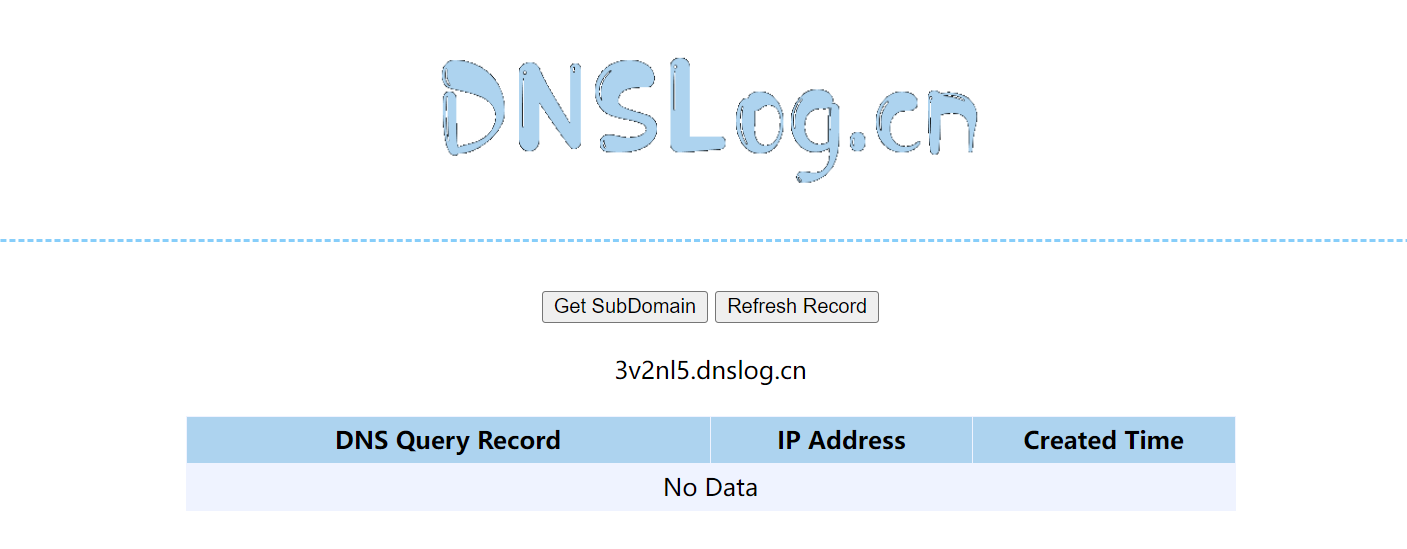 DNSLog.cn
Get SubDomain Refresh Record
3v2nl5.dnslog.cn
DNS Query Record IP Address Created Time
No Data